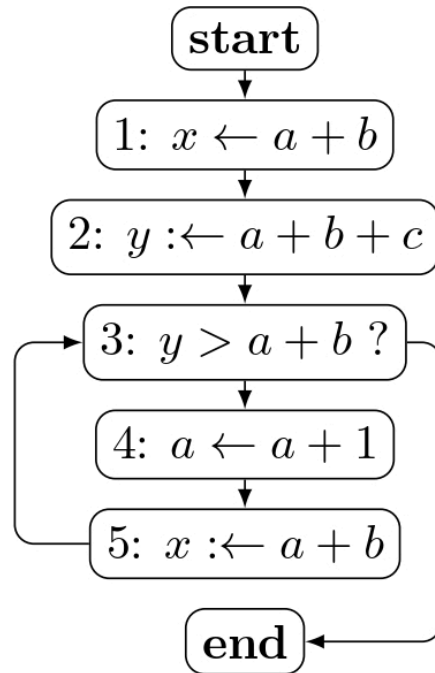 start
1: x ← a + b
2: y :← a + b + c
3: y > a + b ?
4: a ← a + 1
5: x :← a + b
end